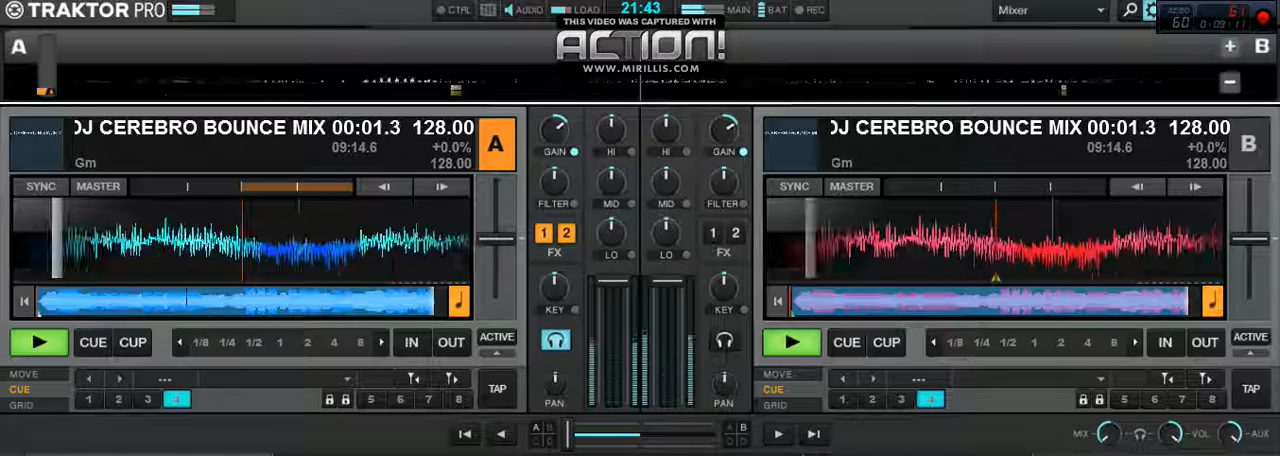 TRAKTOR PRO CTRL AUDIO LOAD 21:43 MAIN BAT REC Mixer
THIS VIDEO WAS CAPTURED WITH
ACTION!
WWW.MIRILLIS.COM
60 61 0:09:11
A + B
−
DJ CEREBRO BOUNCE MIX 00:01.3 128.00 A GAIN HI HI GAIN DJ CEREBRO BOUNCE MIX 00:01.3 128.00 B
09:14.6 +0.0% 09:14.6 +0.0%
Gm 128.00 Gm 128.00
SYNC MASTER FILTER MID MID FILTER SYNC MASTER
1 2 FX LO LO 1 2 FX
KEY KEY
CUE CUP 1/8 1/4 1/2 1 2 4 8 IN OUT ACTIVE CUE CUP 1/8 1/4 1/2 1 2 4 8 IN OUT ACTIVE
MOVE MOVE
CUE --- TAP CUE --- TAP
GRID 1 2 3 4 5 6 7 8 PAN PAN GRID 1 2 3 4 5 6 7 8
A B C D A B C D MIX VOL AUX